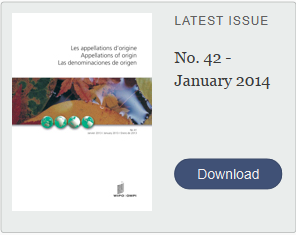 LATEST ISSUE
No. 42 -
January 2014
Download
Les appellations d'origine
Appellations of origin
Las denominaciones de origen